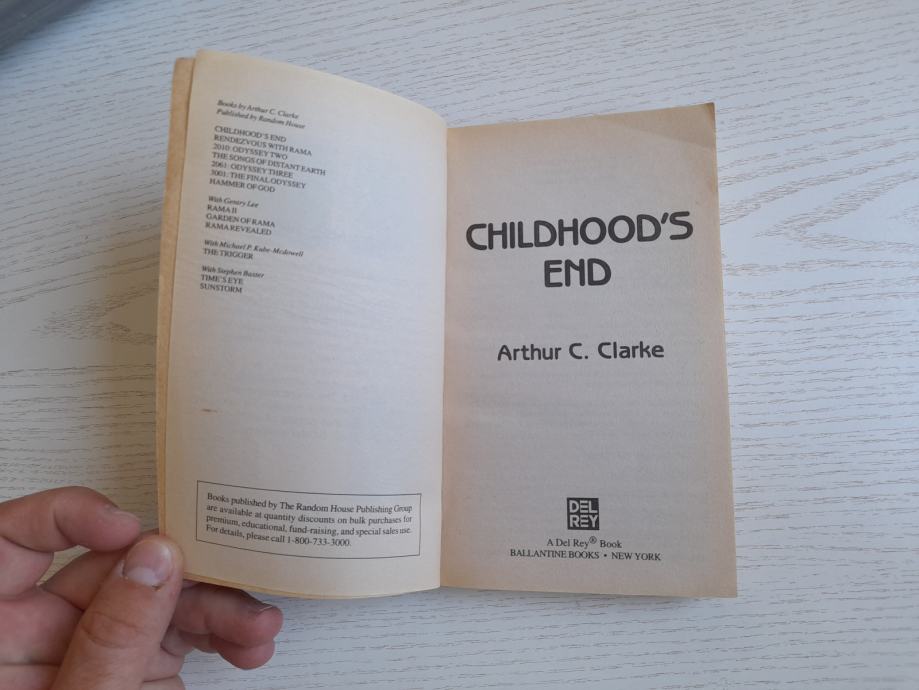 Books by Arthur C. Clarke
Published by Random House
CHILDHOOD'S END
RENDEZVOUS WITH RAMA
2010: ODYSSEY TWO
THE SONGS OF DISTANT EARTH
2061: ODYSSEY THREE
3001: THE FINAL ODYSSEY
HAMMER OF GOD
With Gentry Lee
RAMA II
GARDEN OF RAMA
RAMA REVEALED
With Michael P. Kube-Mcdowell
THE TRIGGER
With Stephen Baxter
TIME'S EYE
SUNSTORM
Books published by The Random House Publishing Group
are available at quantity discounts on bulk purchases for
premium, educational, fund-raising, and special sales use.
For details, please call 1-800-733-3000.
CHILDHOOD'S
END
Arthur C. Clarke
DEL
REY
A Del Rey® Book
BALLANTINE BOOKS • NEW YORK